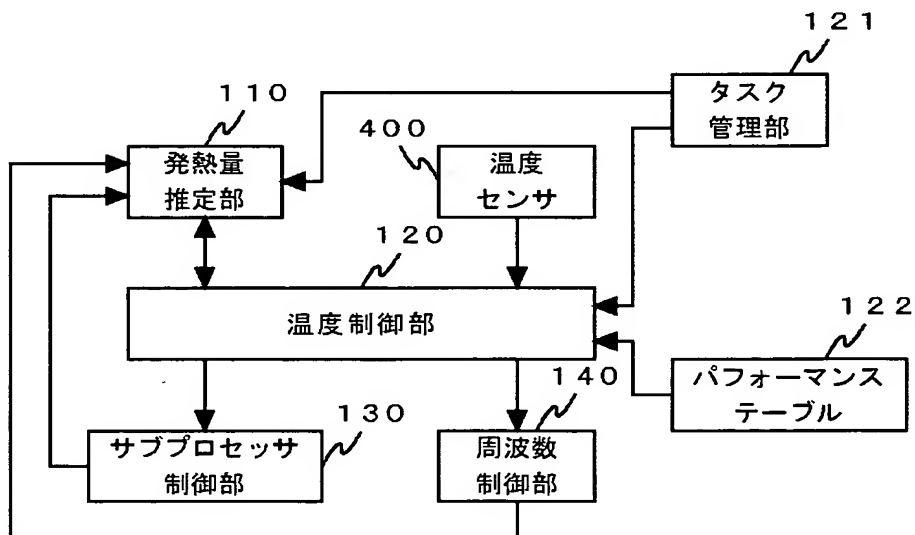 １２１
タスク
管理部
１１０
発熱量
推定部
４００
温度
センサ
１２０
温度制御部
１２２
パフォーマンス
テーブル
１３０
サブプロセッサ
制御部
１４０
周波数
制御部